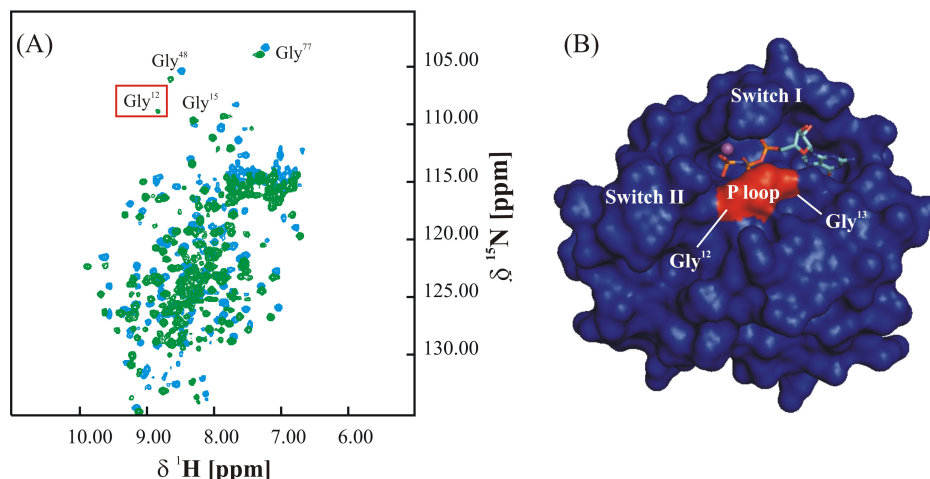 (A)
Gly⁷⁷
Gly⁴⁸
Gly¹²
Gly¹⁵
105.00
110.00
115.00
120.00
125.00
130.00
δ ¹⁵N [ppm]
10.00 9.00 8.00 7.00 6.00
δ ¹H [ppm]
(B)
Switch I
Switch II
P loop
Gly¹³
Gly¹²